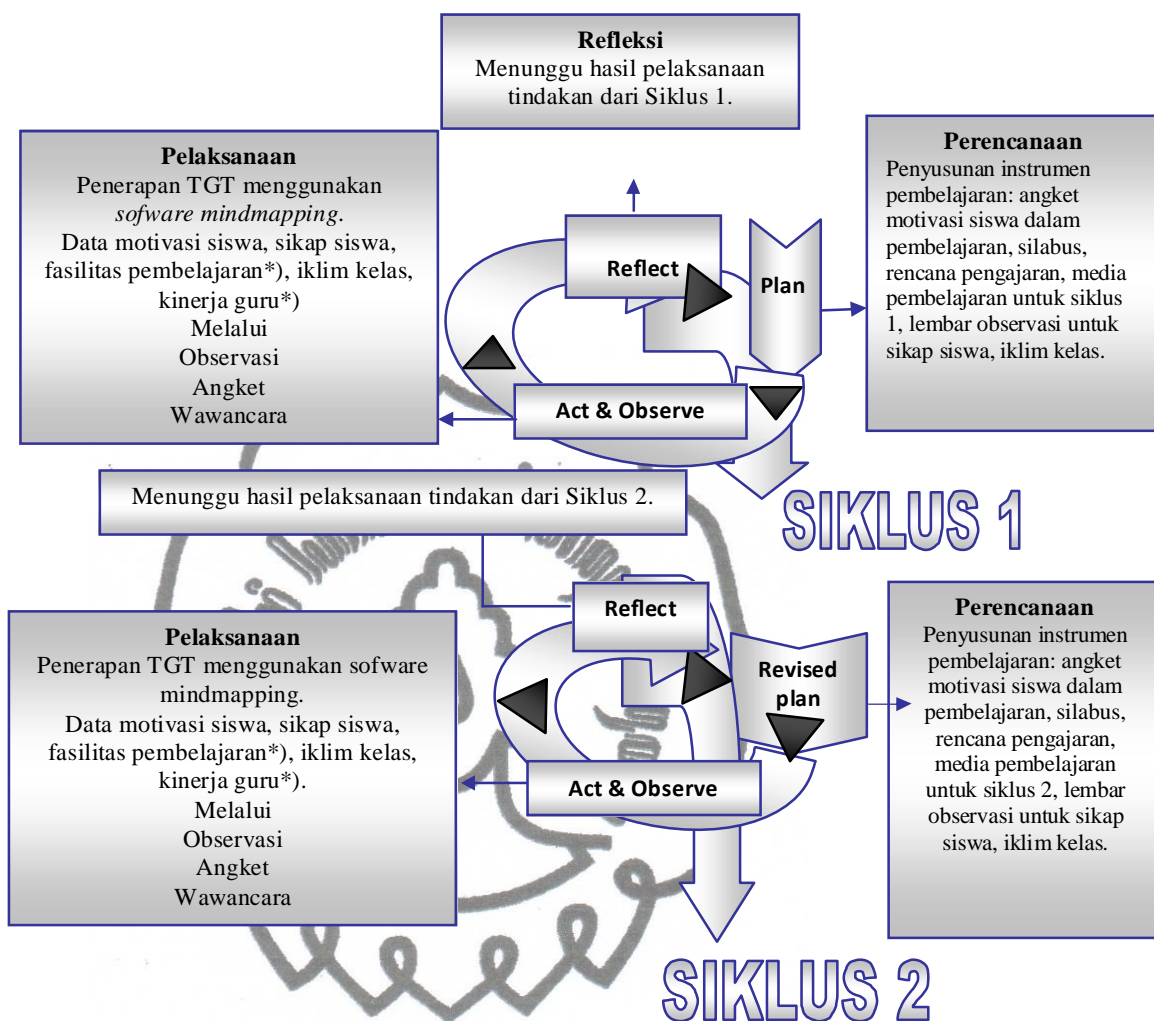 Refleksi
Menunggu hasil pelaksanaan
tindakan dari Siklus 1.
Pelaksanaan
Penerapan TGT menggunakan
sofware mindmapping.
Data motivasi siswa, sikap siswa,
fasilitas pembelajaran*), iklim kelas,
kinerja guru*)
Melalui
Observasi
Angket
Wawancara
Reflect
Plan
Act & Observe
Perencanaan
Penyusunan instrumen
pembelajaran: angket
motivasi siswa dalam
pembelajaran, silabus,
rencana pengajaran, media
pembelajaran untuk siklus
1, lembar observasi untuk
sikap siswa, iklim kelas.
SIKLUS 1
Menunggu hasil pelaksanaan tindakan dari Siklus 2.
Pelaksanaan
Penerapan TGT menggunakan sofware
mindmapping.
Data motivasi siswa, sikap siswa,
fasilitas pembelajaran*), iklim kelas,
kinerja guru*).
Melalui
Observasi
Angket
Wawancara
Reflect
Revised
plan
Act & Observe
Perencanaan
Penyusunan instrumen
pembelajaran: angket
motivasi siswa dalam
pembelajaran, silabus,
rencana pengajaran,
media pembelajaran
untuk siklus 2, lembar
observasi untuk sikap
siswa, iklim kelas.
SIKLUS 2